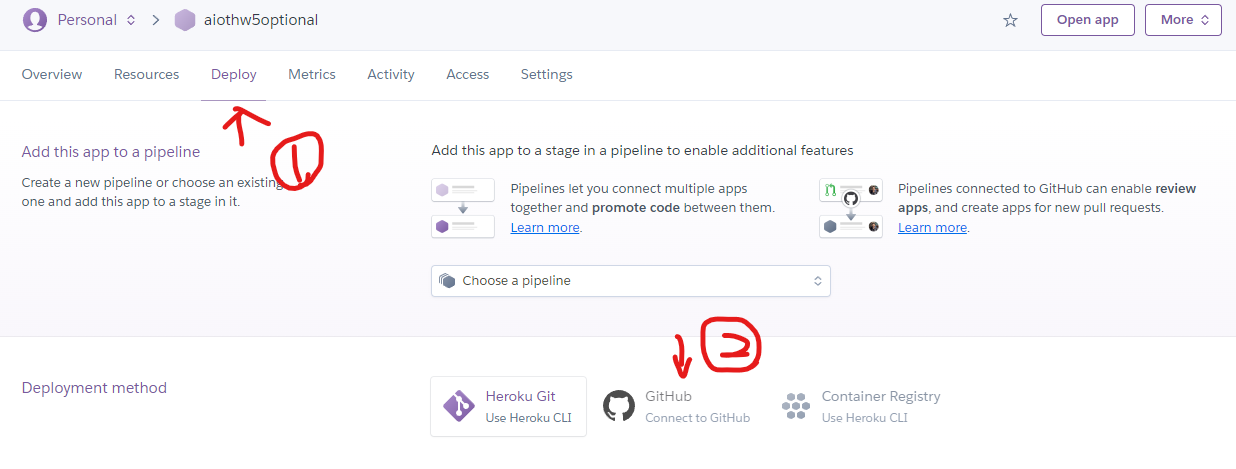 Personal
aiothw5optional
Open app
More
Overview
Resources
Deploy
Metrics
Activity
Access
Settings
1.
Add this app to a pipeline
Create a new pipeline or choose an existing
one and add this app to a stage in it.
Add this app to a stage in a pipeline to enable additional features
Pipelines let you connect multiple apps
together and promote code between them.
Learn more.
Pipelines connected to GitHub can enable review
apps, and create apps for new pull requests.
Learn more.
Choose a pipeline
2
Deployment method
Heroku Git
Use Heroku CLI
GitHub
Connect to GitHub
Container Registry
Use Heroku CLI